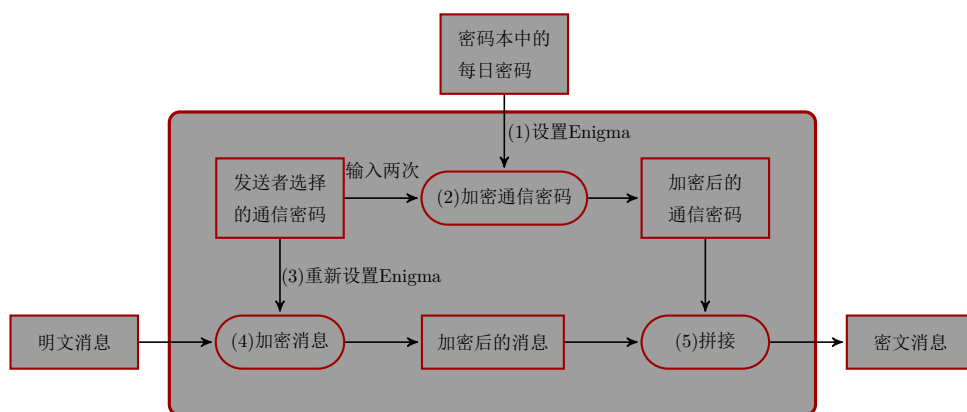 密码本中的
每日密码
(1)设置Enigma
发送者选择
的通信密码
输入两次
(2)加密通信密码
加密后的
通信密码
(3)重新设置Enigma
明文消息
(4)加密消息
加密后的消息
(5)拼接
密文消息